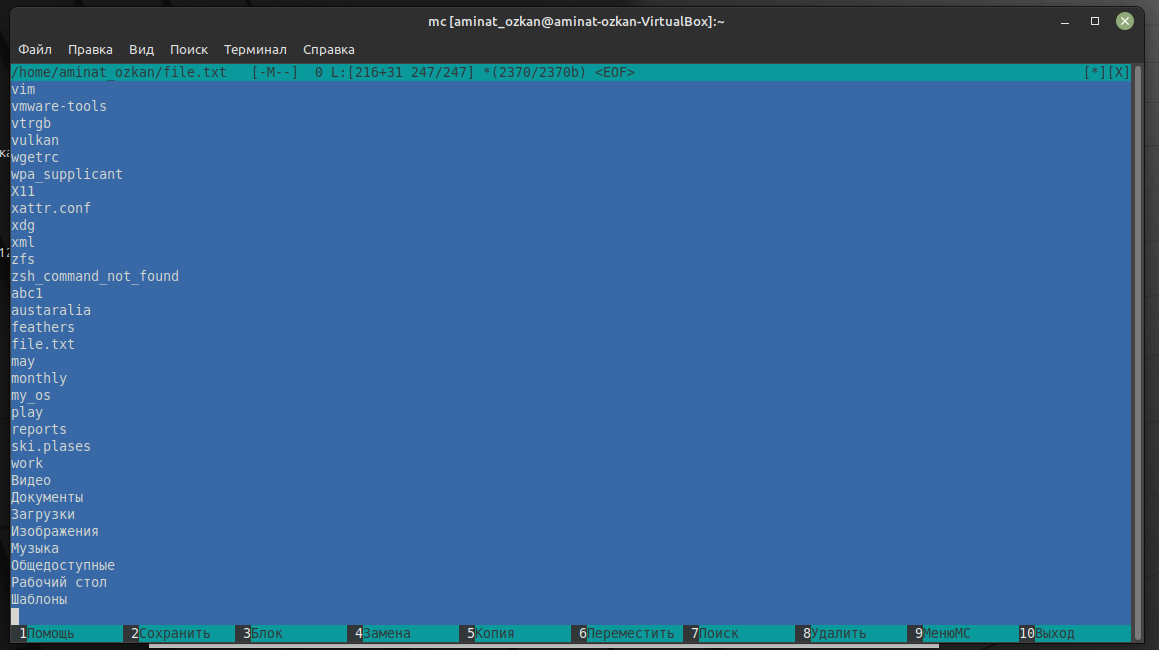 mc [aminat_ozkan@aminat-ozkan-VirtualBox]:~
Файл Правка Вид Поиск Терминал Справка
/home/aminat_ozkan/file.txt [-M--] 0 L:[216+31 247/247] *(2370/2370b) <EOF> [*][X]
vim
vmware-tools
vtrgb
vulkan
wgetrc
wpa_supplicant
X11
xattr.conf
xdg
xml
zfs
zsh_command_not_found
abc1
austaralia
feathers
file.txt
may
monthly
my_os
play
reports
ski.plases
work
Видео
Документы
Загрузки
Изображения
Музыка
Общедоступные
Рабочий стол
Шаблоны
1Помощь 2Сохранить 3Блок 4Замена 5Копия 6Переместить 7Поиск 8Удалить 9МенюMC 10Выход